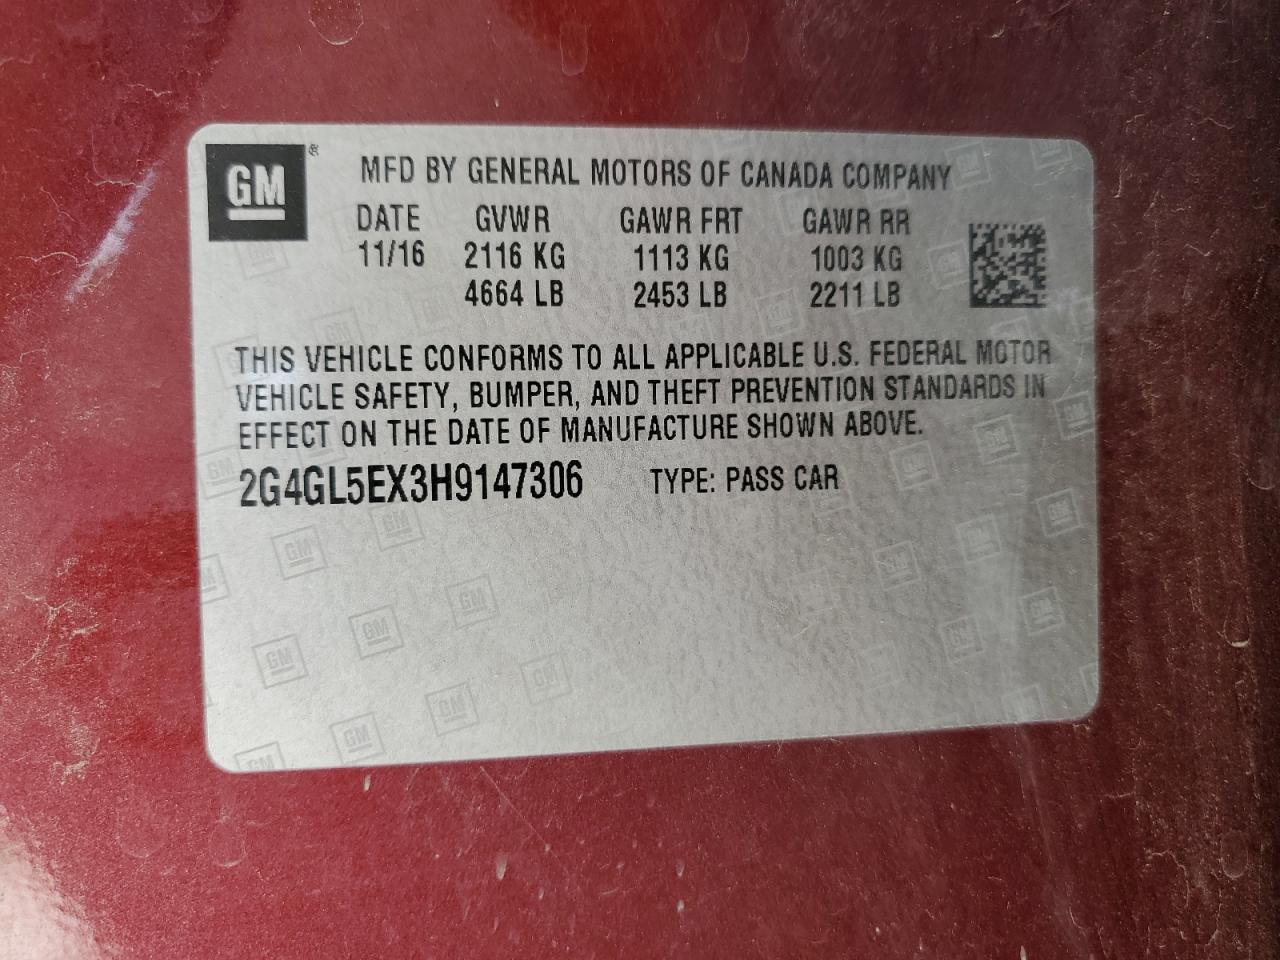 GM ®
MFD BY GENERAL MOTORS OF CANADA COMPANY
DATE GVWR GAWR FRT GAWR RR
11/16 2116 KG 1113 KG 1003 KG
4664 LB 2453 LB 2211 LB
THIS VEHICLE CONFORMS TO ALL APPLICABLE U.S. FEDERAL MOTOR
VEHICLE SAFETY, BUMPER, AND THEFT PREVENTION STANDARDS IN
EFFECT ON THE DATE OF MANUFACTURE SHOWN ABOVE.
2G4GL5EX3H9147306 TYPE: PASS CAR